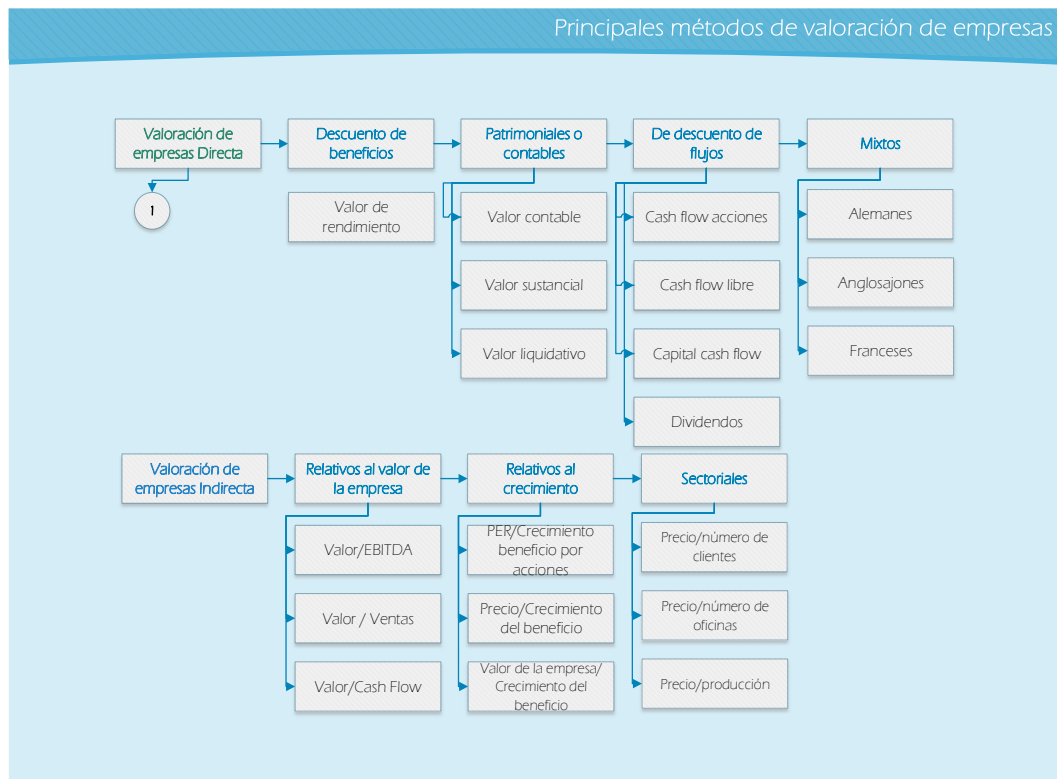 Principales métodos de valoración de empresas
Valoración de
empresas Directa
Descuento de
beneficios
Patrimoniales o
contables
De descuento de
flujos
Mixtos
1
Valor de
rendimiento
Valor contable
Cash flow acciones
Alemanes
Valor sustancial
Cash flow libre
Anglosajones
Valor liquidativo
Capital cash flow
Franceses
Dividendos
Valoración de
empresas Indirecta
Relativos al valor de
la empresa
Relativos al
crecimiento
Sectoriales
Valor/EBITDA
PER/Crecimiento
beneficio por
acciones
Precio/número de
clientes
Valor / Ventas
Precio/Crecimiento
del beneficio
Precio/número de
oficinas
Valor/Cash Flow
Valor de la empresa/
Crecimiento del
beneficio
Precio/producción